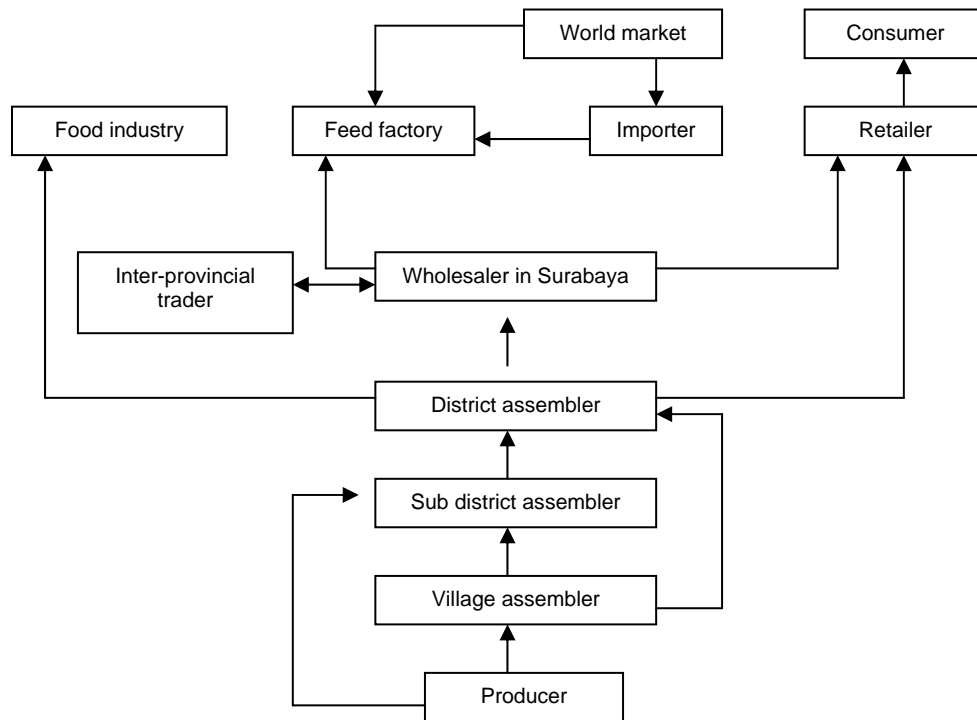 World market
Consumer
Food industry
Feed factory
Importer
Retailer
Inter-provincial
trader
Wholesaler in Surabaya
District assembler
Sub district assembler
Village assembler
Producer